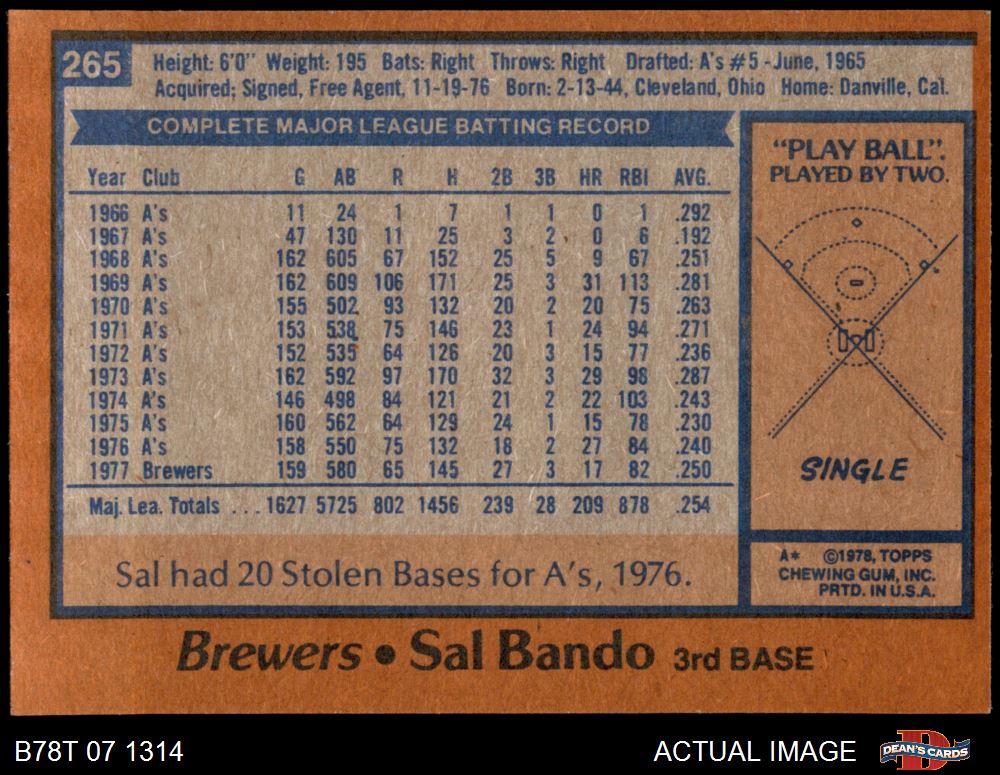 265
Height: 6'0" Weight: 195 Bats: Right Throws: Right Drafted: A's #5 -June, 1965
Acquired: Signed, Free Agent, 11-19-76 Born: 2-13-44, Cleveland, Ohio Home: Danville, Cal.
COMPLETE MAJOR LEAGUE BATTING RECORD
Year Club G AB R H 2B 3B HR RBI AVG.
1966 A's 11 24 1 7 1 1 0 1 .292
1967 A's 47 130 11 25 3 2 0 6 .192
1968 A's 162 605 67 152 25 5 9 67 .251
1969 A's 162 609 106 171 25 3 31 113 .281
1970 A's 155 502 93 132 20 2 20 75 .263
1971 A's 153 538 75 146 23 1 24 94 .271
1972 A's 152 535 64 126 20 3 15 77 .236
1973 A's 162 592 97 170 32 3 29 98 .287
1974 A's 146 498 84 121 21 2 22 103 .243
1975 A's 160 562 64 129 24 1 15 78 .230
1976 A's 158 550 75 132 18 2 27 84 .240
1977 Brewers 159 580 65 145 27 3 17 82 .250
Maj. Lea. Totals ... 1627 5725 802 1456 239 28 209 878 .254
Sal had 20 Stolen Bases for A's, 1976.
"PLAY BALL".
PLAYED BY TWO.
SINGLE
A* ©1978, TOPPS
CHEWING GUM, INC.
PRTD. IN U.S.A.
Brewers • Sal Bando 3rd BASE
B78T 07 1314
ACTUAL IMAGE
DEAN'S CARDS